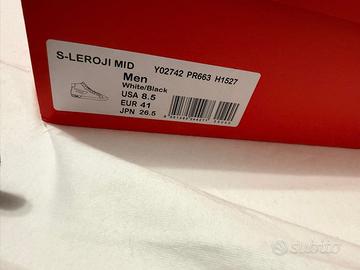 S-LEROJI MID
Y02742 PR663 H1527
Men
White/Black
USA 8.5
EUR 41
JPN 26.5
subito